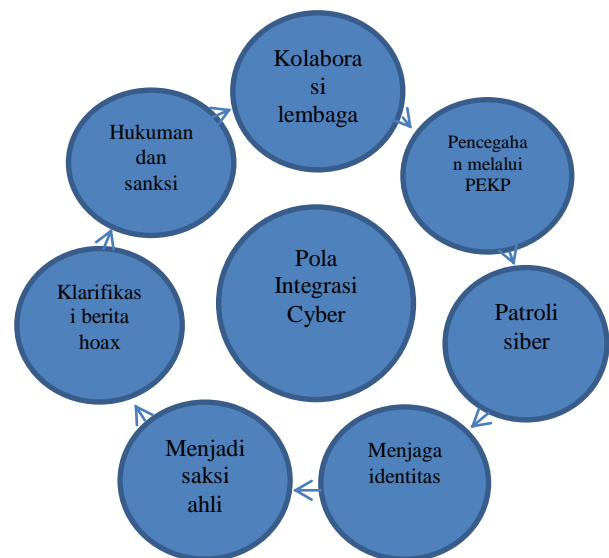 Kolabora
si
lembaga
Pencegaha
n melalui
PEKP
Patroli
siber
Menjaga
identitas
Menjadi
saksi
ahli
Klarifikas
i berita
hoax
Hukuman
dan
sanksi
Pola
Integrasi
Cyber